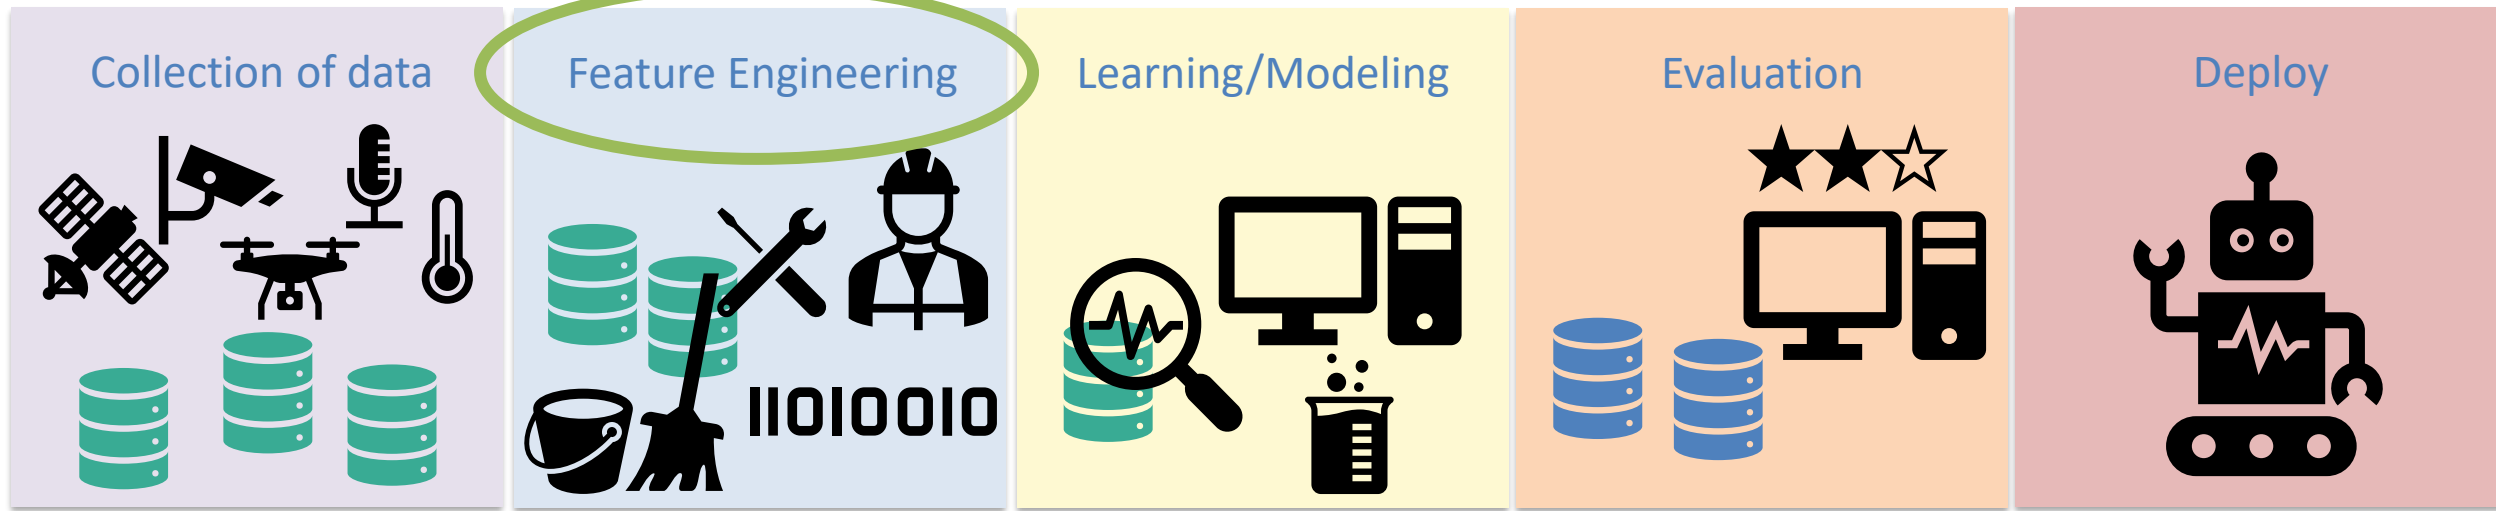 Collection of data
Feature Engineering
Learning/Modeling
Evaluation
Deploy
11010010